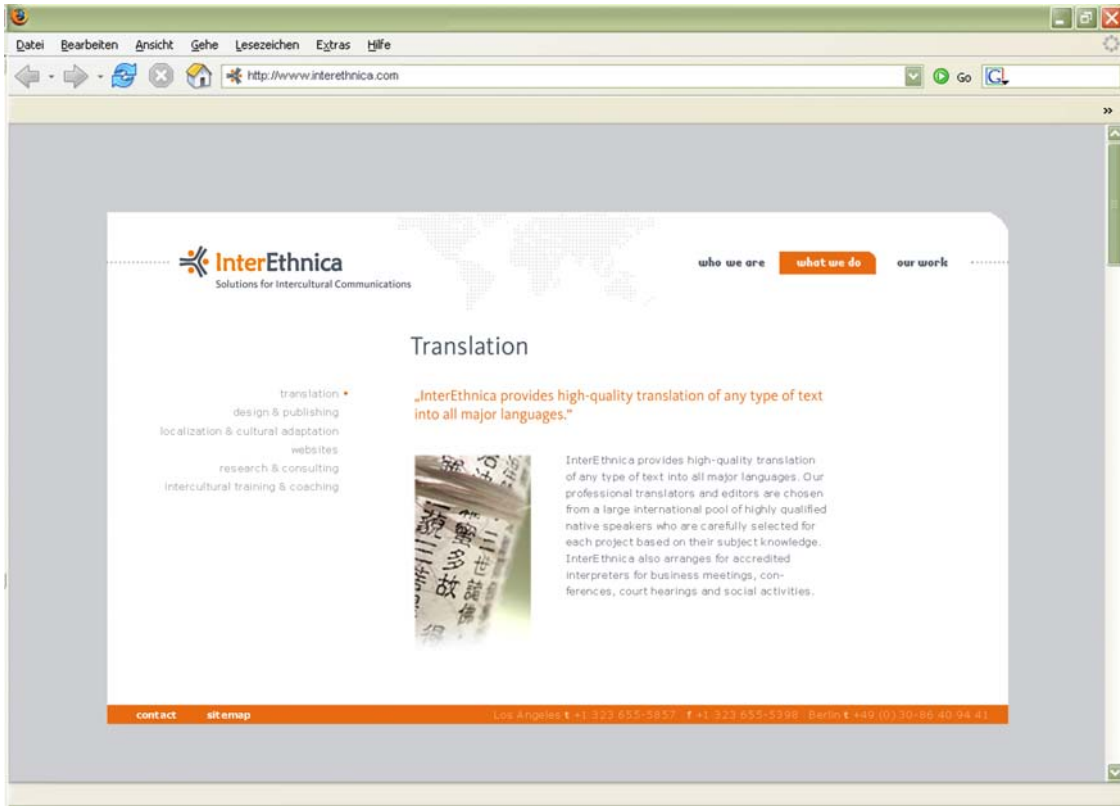 Datei Bearbeiten Ansicht Gehe Lesezeichen Extras Hilfe
http://www.interethnica.com Go G
InterEthnica
Solutions for Intercultural Communications
who we are what we do our work
Translation
translation
design & publishing
localization & cultural adaptation
websites
research & consulting
intercultural training & coaching
„InterEthnica provides high-quality translation of any type of text
into all major languages.“
InterEthnica provides high-quality translation
of any type of text into all major languages. Our
professional translators and editors are chosen
from a large international pool of highly qualified
native speakers who are carefully selected for
each project based on their subject knowledge.
InterEthnica also arranges for accredited
interpreters for business meetings, con-
ferences, court hearings and social activities.
藐 蜜
三 多
故
得
contact sitemap Los Angeles t +1 323 655-5857 f +1 323 655-5398 Berlin t +49 (0)30-86 40 94 41